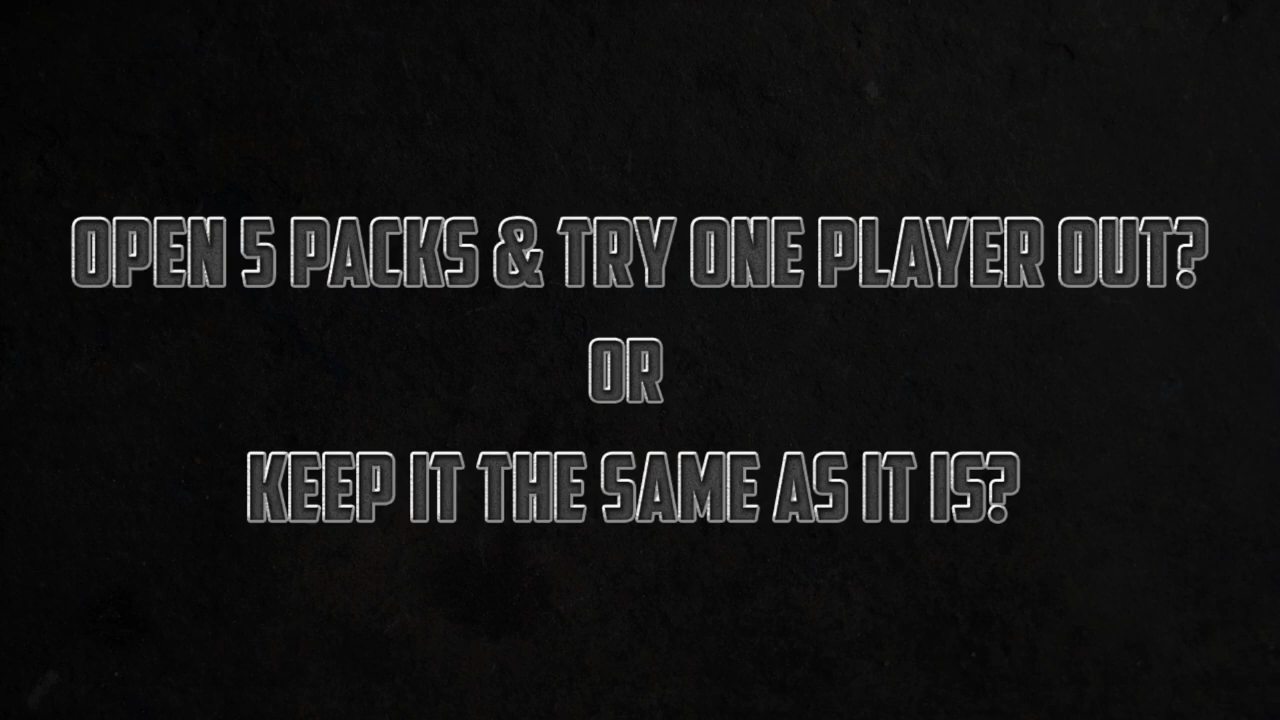 OPEN 5 PACKS & TRY ONE PLAYER OUT?
OR
KEEP IT THE SAME AS IT IS?